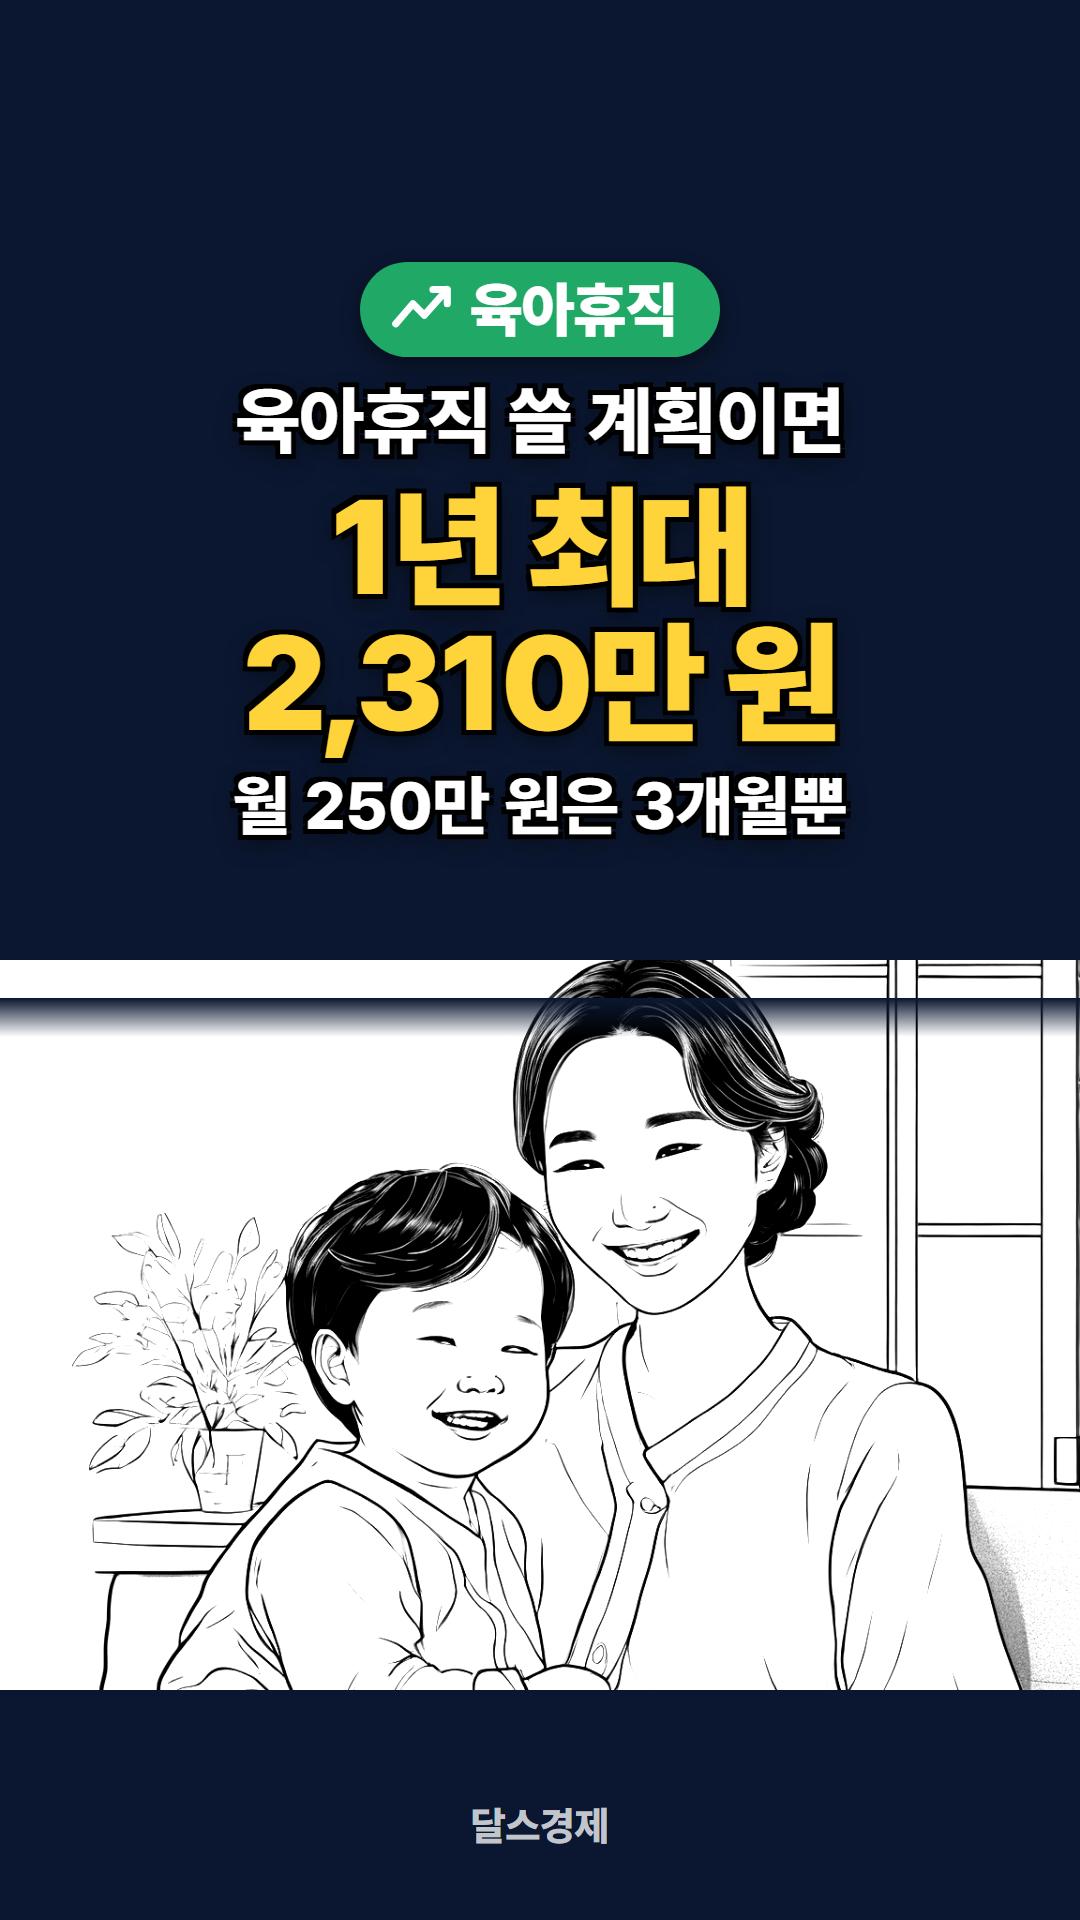 육아휴직
육아휴직 쓸 계획이면
1년 최대
2,310만 원
월 250만 원은 3개월뿐
달스경제